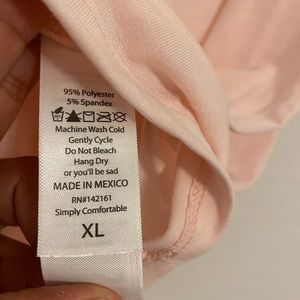 95% Polyester
5% Spandex
Machine Wash Cold
Gently Cycle
Do Not Bleach
Hang Dry
or you'll be sad
MADE IN MEXICO
RN#142161
Simply Comfortable
XL